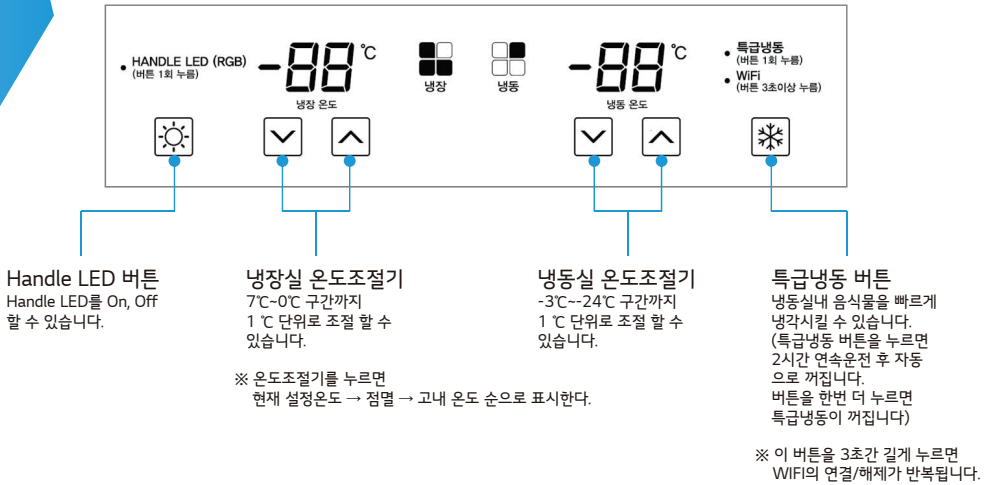 HANDLE LED (RGB)
(버튼 1회 누름)
-88 ℃
냉장 온도
냉장
냉동
-88 ℃
냉동 온도
특급냉동
(버튼 1회 누름)
WiFi
(버튼 3초이상 누름)
Handle LED 버튼
Handle LED를 On, Off
할 수 있습니다.
냉장실 온도조절기
7℃~0℃ 구간까지
1 ℃ 단위로 조절 할 수
있습니다.
※ 온도조절기를 누르면
현재 설정온도 → 점멸 → 고내 온도 순으로 표시한다.
냉동실 온도조절기
-3℃~-24℃ 구간까지
1 ℃ 단위로 조절 할 수
있습니다.
특급냉동 버튼
냉동실내 음식물을 빠르게
냉각시킬 수 있습니다.
(특급냉동 버튼을 누르면
2시간 연속운전 후 자동
으로 꺼집니다.
버튼을 한번 더 누르면
특급냉동이 꺼집니다)
※ 이 버튼을 3초간 길게 누르면
WIFI의 연결/해제가 반복됩니다.